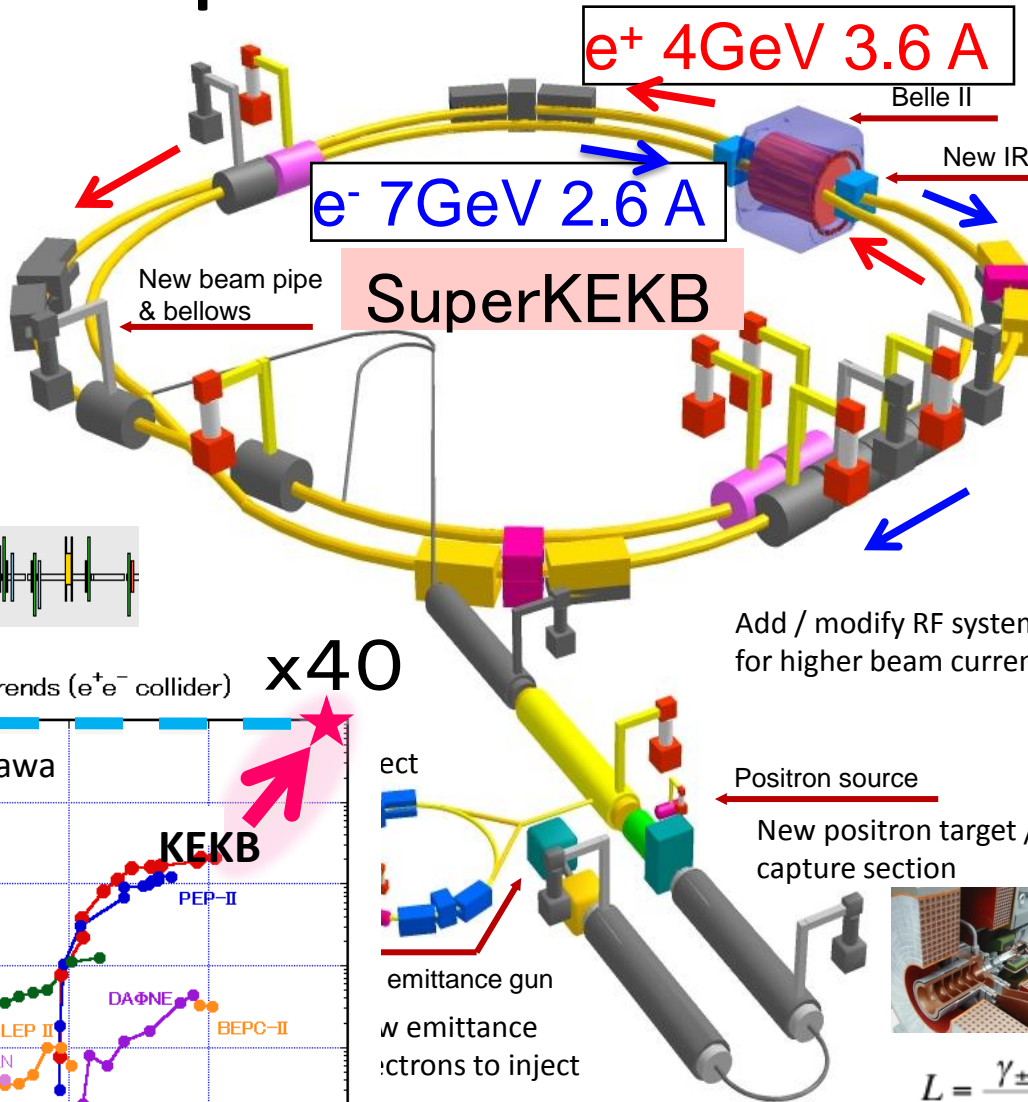 e⁺ 4GeV 3.6 A
Belle II
New IR
e⁻ 7GeV 2.6 A
New beam pipe
& bellows
SuperKEKB
Add / modify RF system
for higher beam curren
x40
rends (e⁺e⁻ collider)
awa
ect
KEKB
PEP-II
Positron source
New positron target /
capture section
emittance gun
DAΦNE
BEPC-II
LEP II
N
w emittance
ectrons to inject
L = γ±